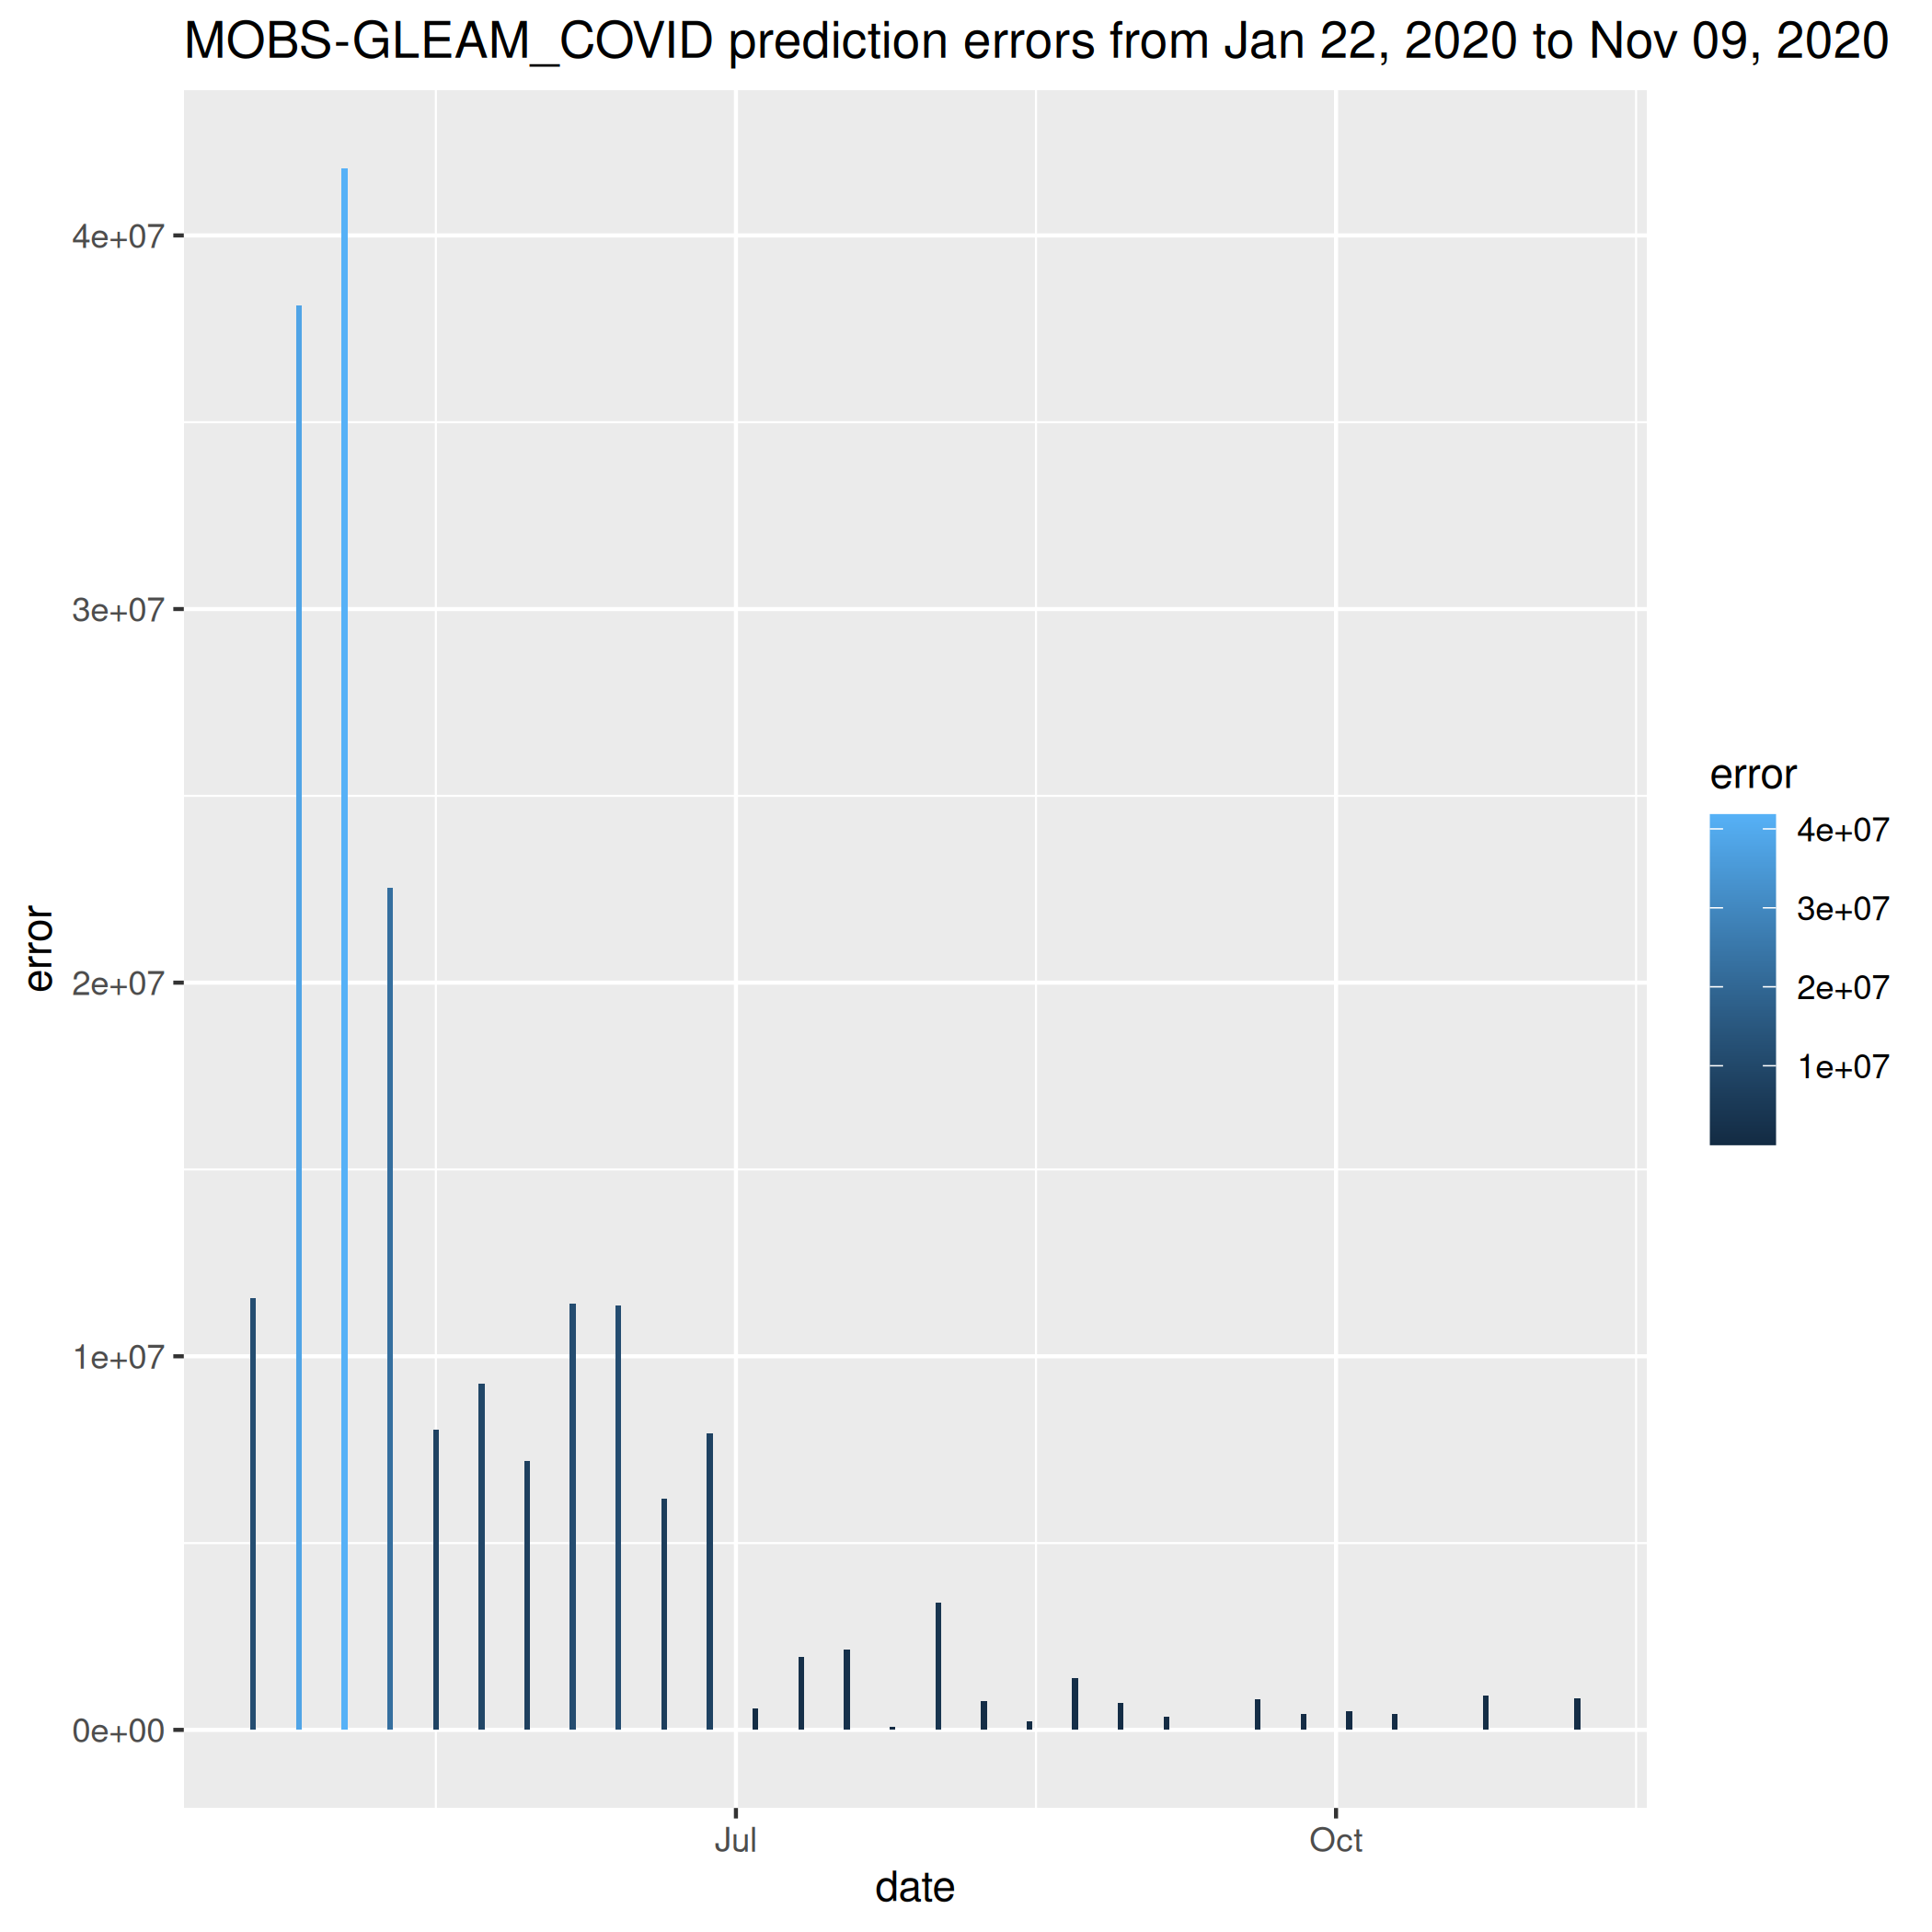 MOBS-GLEAM_COVID prediction errors from Jan 22, 2020 to Nov 09, 2020
4e+07
3e+07
2e+07
1e+07
0e+00
error
Jul
Oct
date
error
4e+07
3e+07
2e+07
1e+07